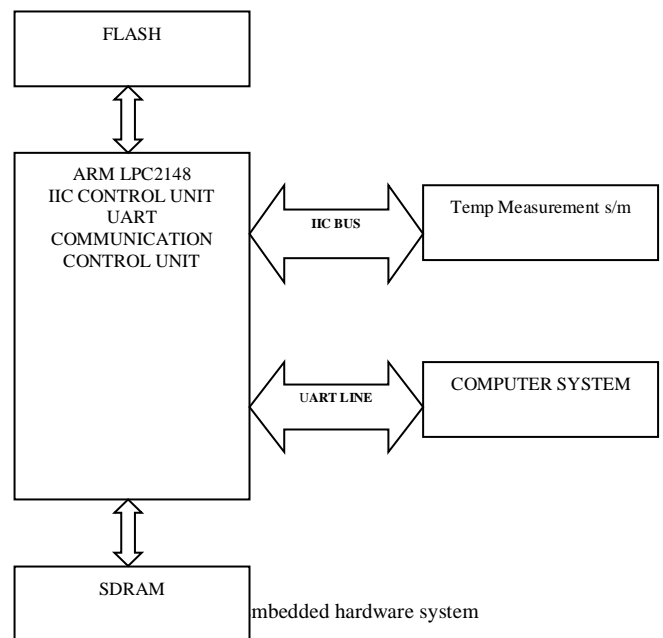 FLASH
ARM LPC2148
IIC CONTROL UNIT
UART
COMMUNICATION
CONTROL UNIT
IIC BUS
Temp Measurement s/m
UART LINE
COMPUTER SYSTEM
SDRAM
mbedded hardware system